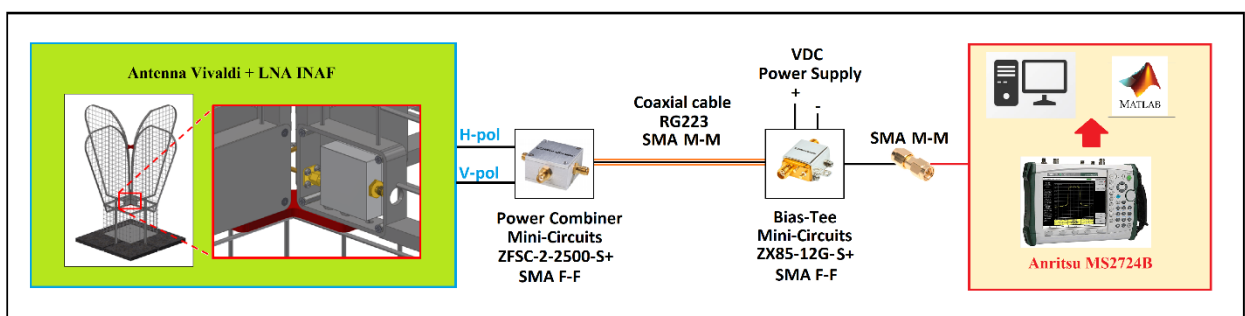 Antenna Vivaldi + LNA INAF
H-pol
V-pol
Power Combiner
Mini-Circuits
ZFSC-2-2500-S+
SMA F-F
Coaxial cable
RG223
SMA M-M
VDC
Power Supply
+
-
Bias-Tee
Mini-Circuits
ZX85-12G-S+
SMA F-F
SMA M-M
MATLAB
Anritsu MS2724B